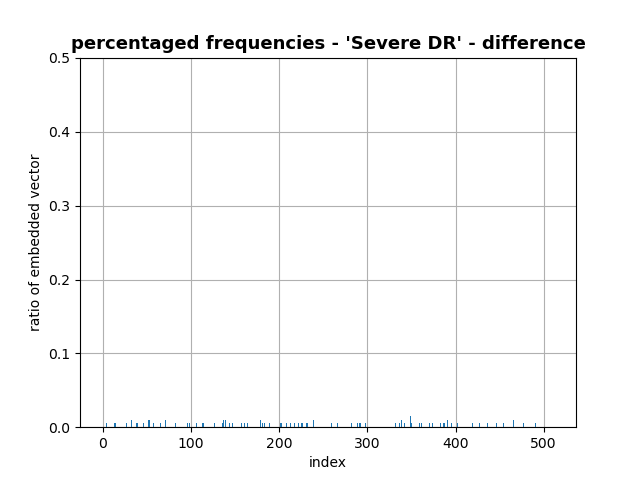 percentaged frequencies - 'Severe DR' - difference
0.5
0.4
0.3
0.2
0.1
0.0
ratio of embedded vector
0 100 200 300 400 500
index